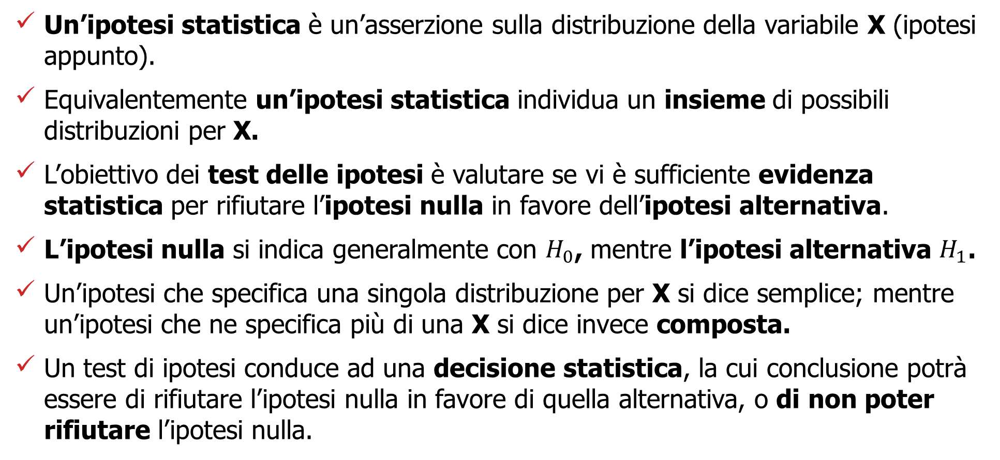 ✓ Un’ipotesi statistica è un’asserzione sulla distribuzione della variabile X (ipotesi
appunto).
✓ Equivalentemente un’ipotesi statistica individua un insieme di possibili
distribuzioni per X.
✓ L’obiettivo dei test delle ipotesi è valutare se vi è sufficiente evidenza
statistica per rifiutare l’ipotesi nulla in favore dell’ipotesi alternativa.
✓ L’ipotesi nulla si indica generalmente con H₀, mentre l’ipotesi alternativa H₁.
✓ Un’ipotesi che specifica una singola distribuzione per X si dice semplice; mentre
un’ipotesi che ne specifica più di una X si dice invece composta.
✓ Un test di ipotesi conduce ad una decisione statistica, la cui conclusione potrà
essere di rifiutare l’ipotesi nulla in favore di quella alternativa, o di non poter
rifiutare l’ipotesi nulla.